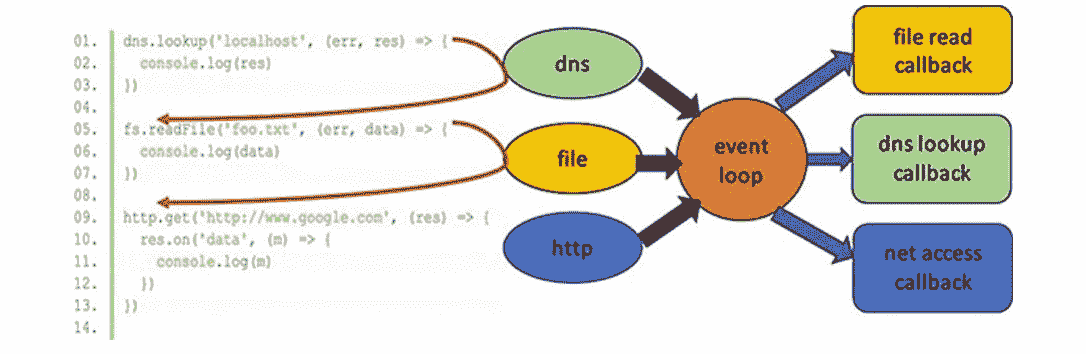 01. dns.lookup('localhost', (err, res) => {
02. console.log(res)
03. })
04.
05. fs.readFile('foo.txt', (err, data) => {
06. console.log(data)
07. })
08.
09. http.get('http://www.google.com', (res) => {
10. res.on('data', (m) => {
11. console.log(m)
12. })
13. })
14.
dns
file
http
event
loop
file read
callback
dns lookup
callback
net access
callback